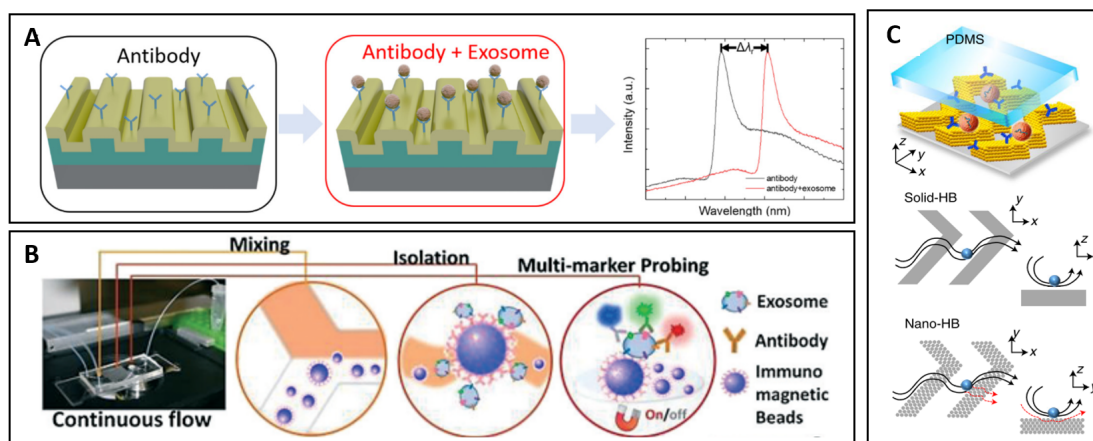 A
Antibody
Antibody + Exosome
Δλr
Intensity (a.u.)
antibody
antibody+exosome
Wavelength (nm)
B
Mixing
Isolation
Multi-marker Probing
Continuous flow
On/off
Exosome
Antibody
Immuno
magnetic
Beads
C
PDMS
z
y
x
Solid-HB
y
x
z
y
Nano-HB
y
x
z
y